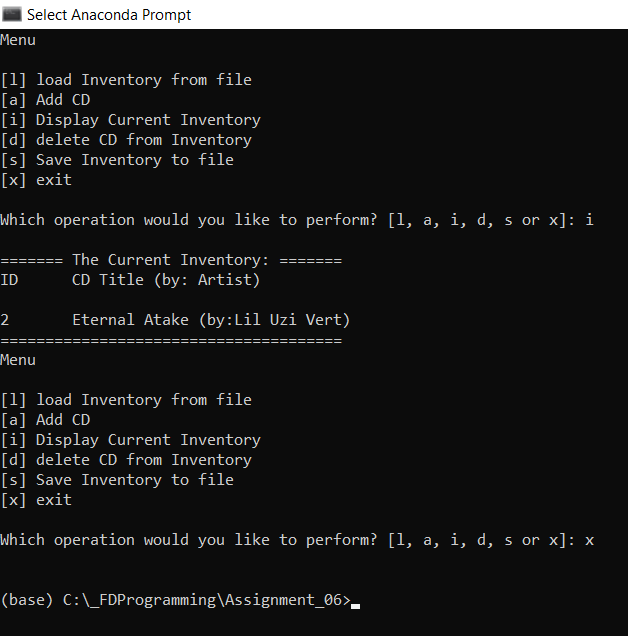 Select Anaconda Prompt
Menu
[l] load Inventory from file
[a] Add CD
[i] Display Current Inventory
[d] delete CD from Inventory
[s] Save Inventory to file
[x] exit
Which operation would you like to perform? [l, a, i, d, s or x]: i
======= The Current Inventory: =======
ID      CD Title (by: Artist)
2       Eternal Atake (by:Lil Uzi Vert)
======================================
Menu
[l] load Inventory from file
[a] Add CD
[i] Display Current Inventory
[d] delete CD from Inventory
[s] Save Inventory to file
[x] exit
Which operation would you like to perform? [l, a, i, d, s or x]: x
(base) C:\_FDProgramming\Assignment_06>